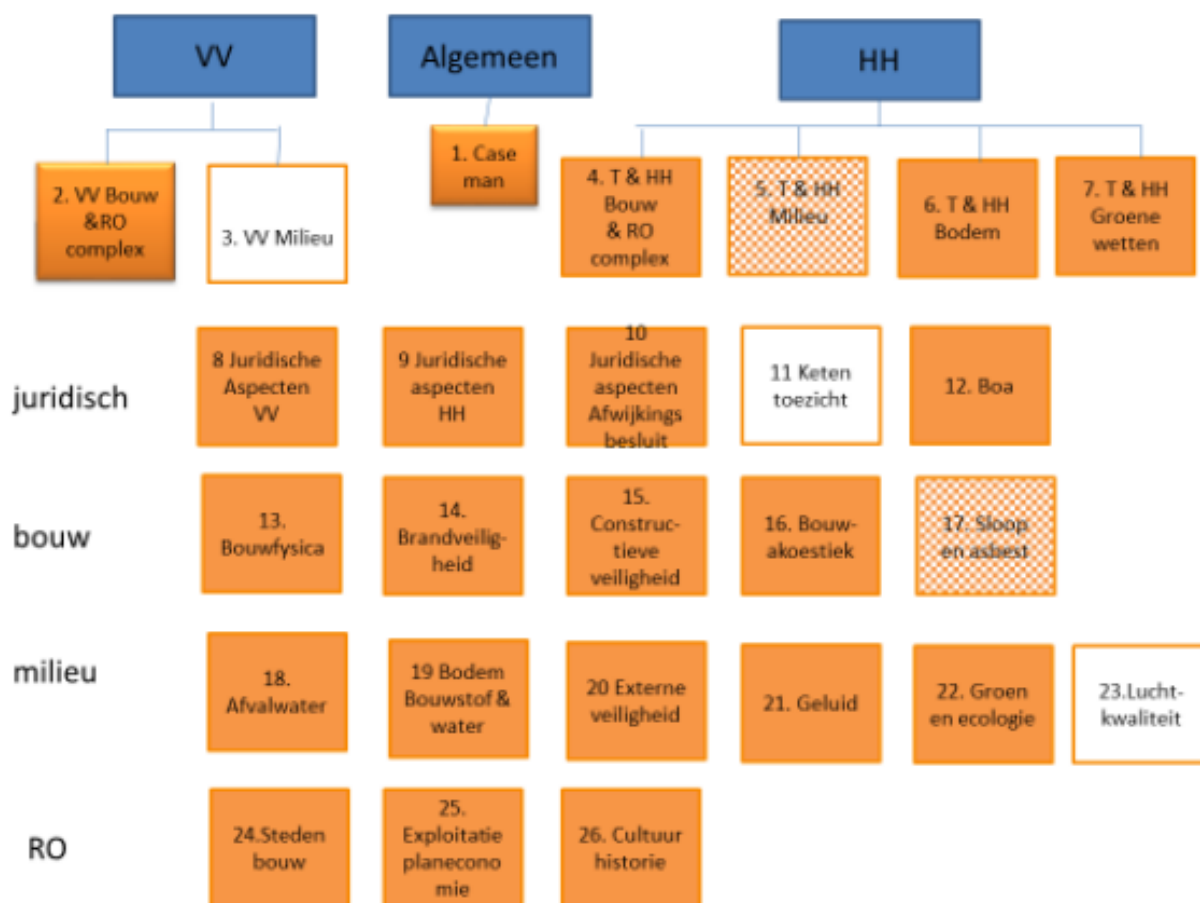 VV
Algemeen
HH
1. Case
man
2. VV Bouw
&RO
complex
3. VV Milieu
4. T & HH
Bouw
& RO
complex
5. T & HH
Milieu
6. T & HH
Bodem
7. T & HH
Groene
wetten
juridisch
8 Juridische
Aspecten
VV
9 Juridische
aspecten
HH
10
Juridische
aspecten
Afwijkings
besluit
11 Keten
toezicht
12. Boa
bouw
13.
Bouwfysica
14.
Brandveilig-
heid
15.
Construc-
tieve
veiligheid
16. Bouw-
akoestiek
17. Sloop
en asbest
milieu
18.
Afvalwater
19 Bodem
Bouwstof &
water
20 Externe
veiligheid
21. Geluid
22. Groen
en ecologie
23.Lucht-
kwaliteit
RO
24.Steden
bouw
25.
Exploitatie
planecono
mie
26. Cultuur
historie